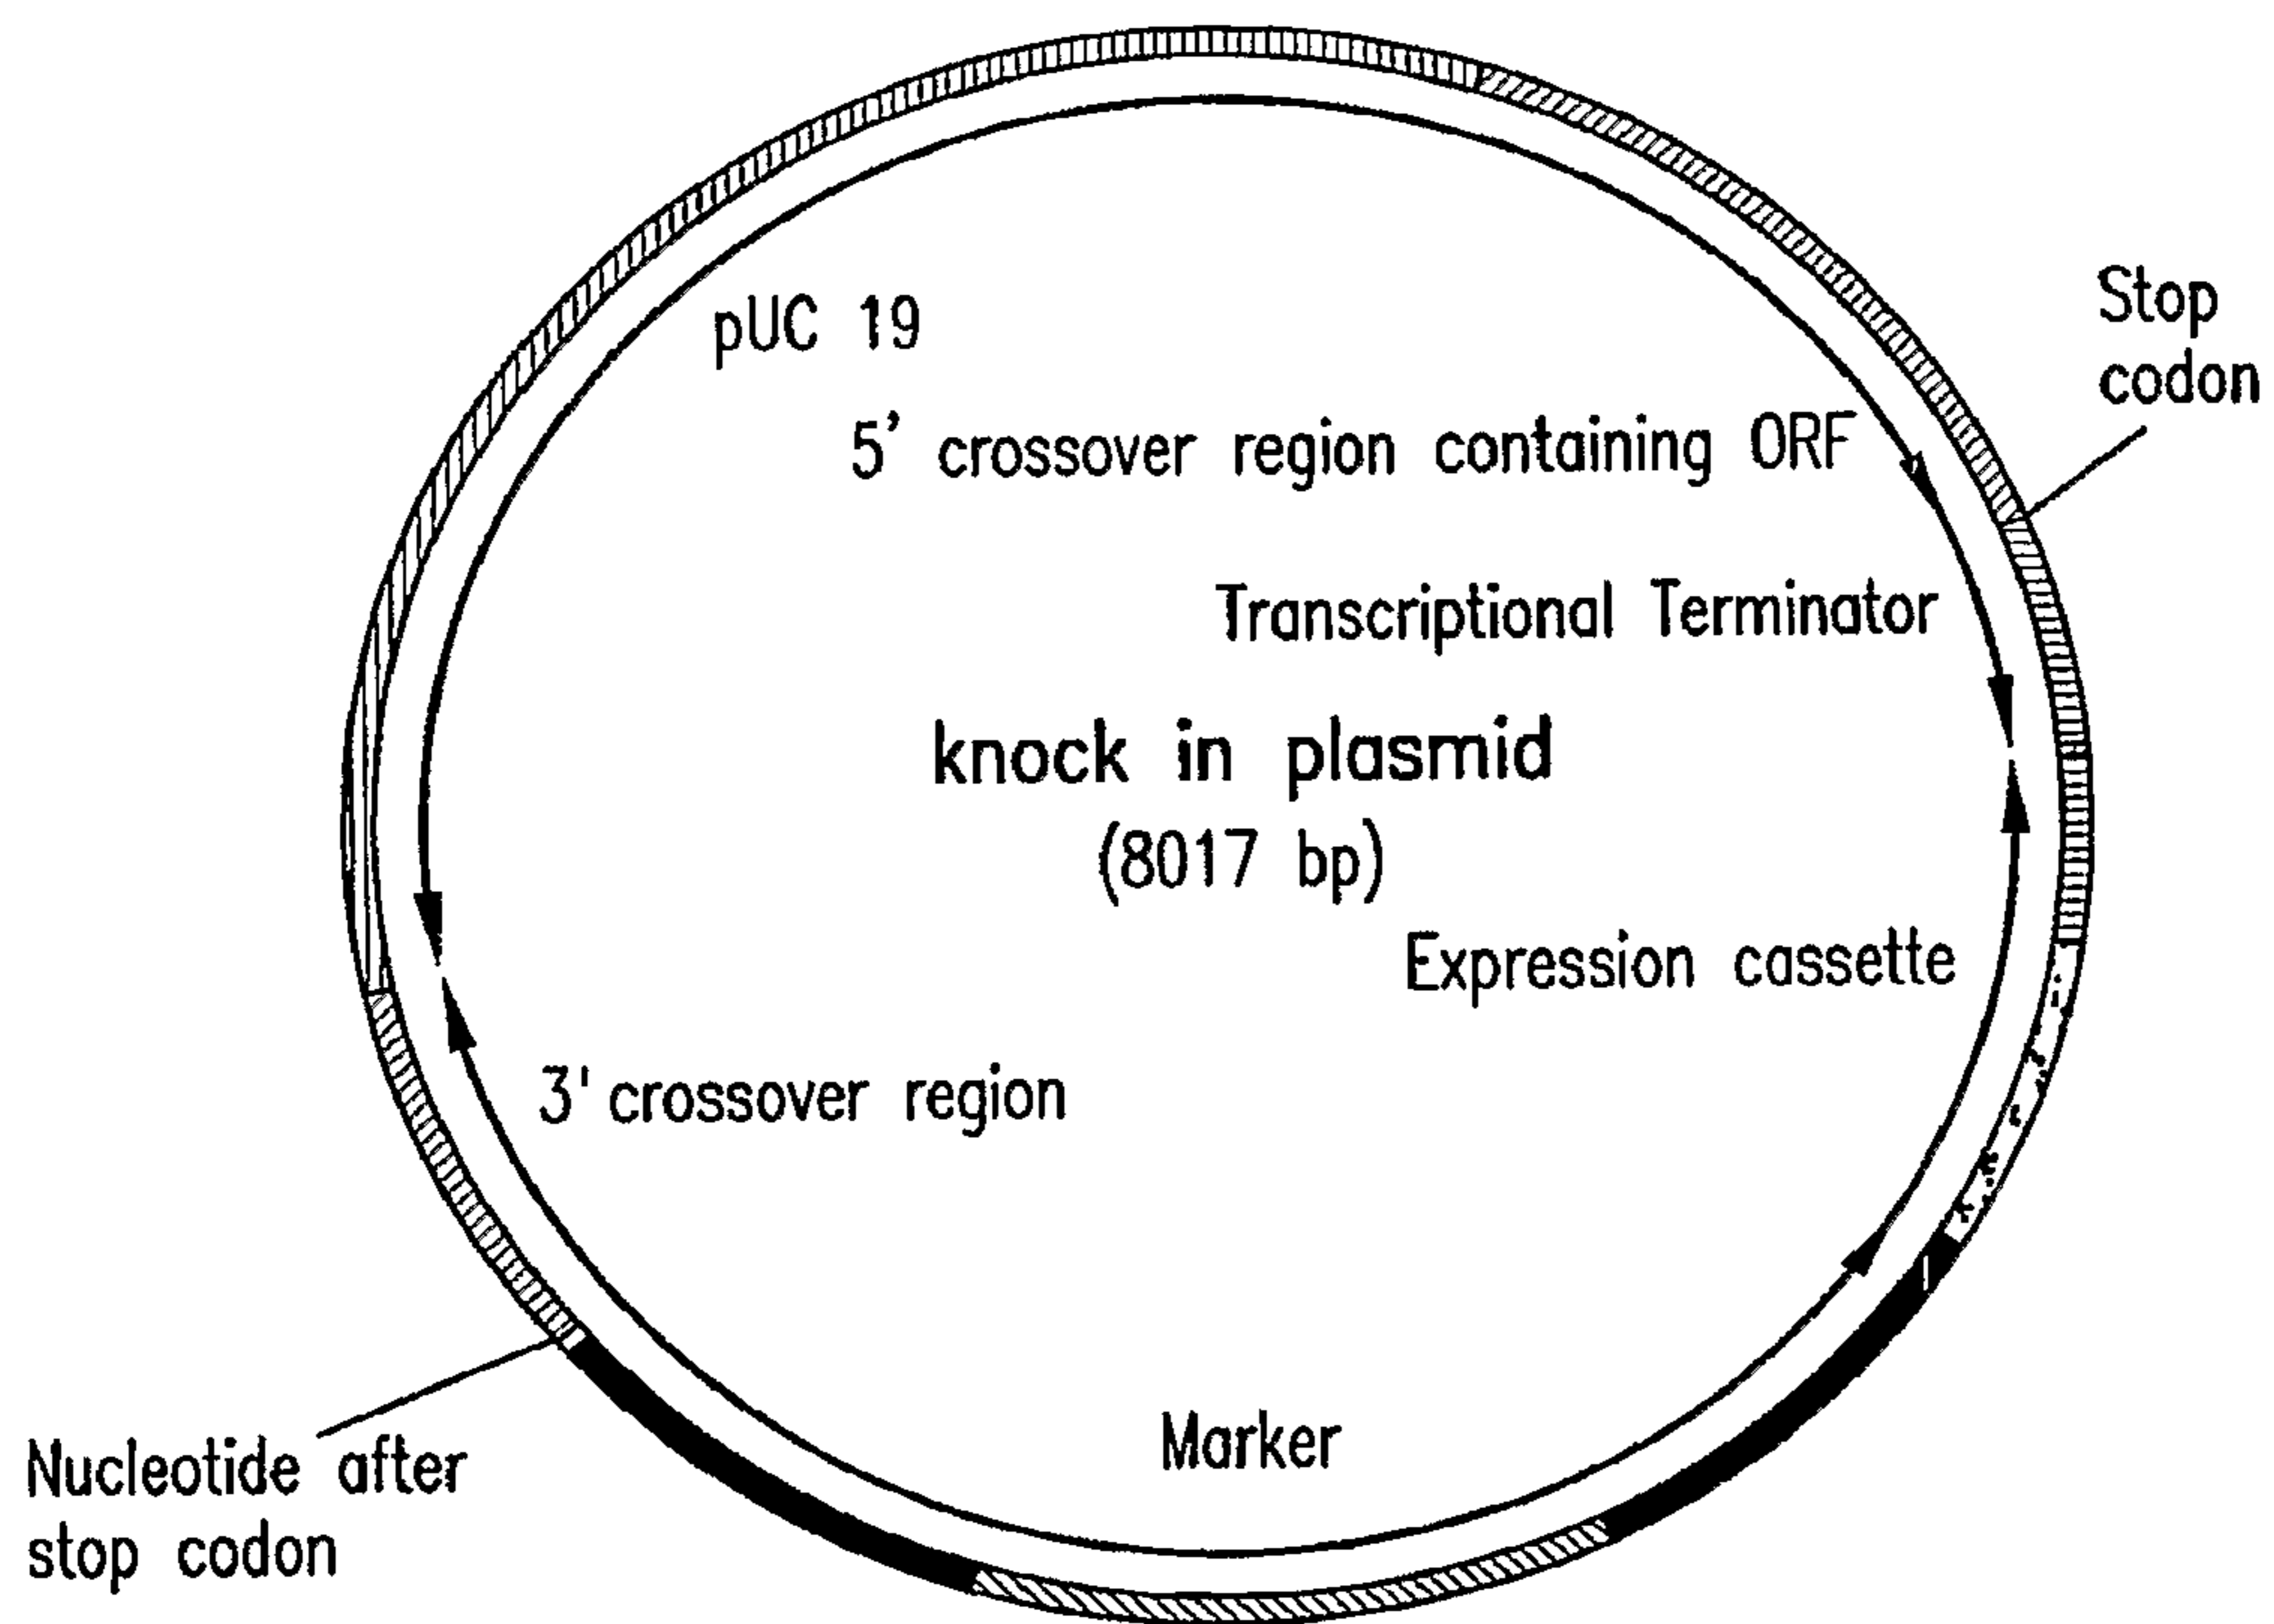 pUC 19
Stop
codon
5’ crossover region containing ORF
Transcriptional Terminator
knock in plasmid
(8017 bp)
Expression cassette
3' crossover region
Marker
Nucleotide after
stop codon